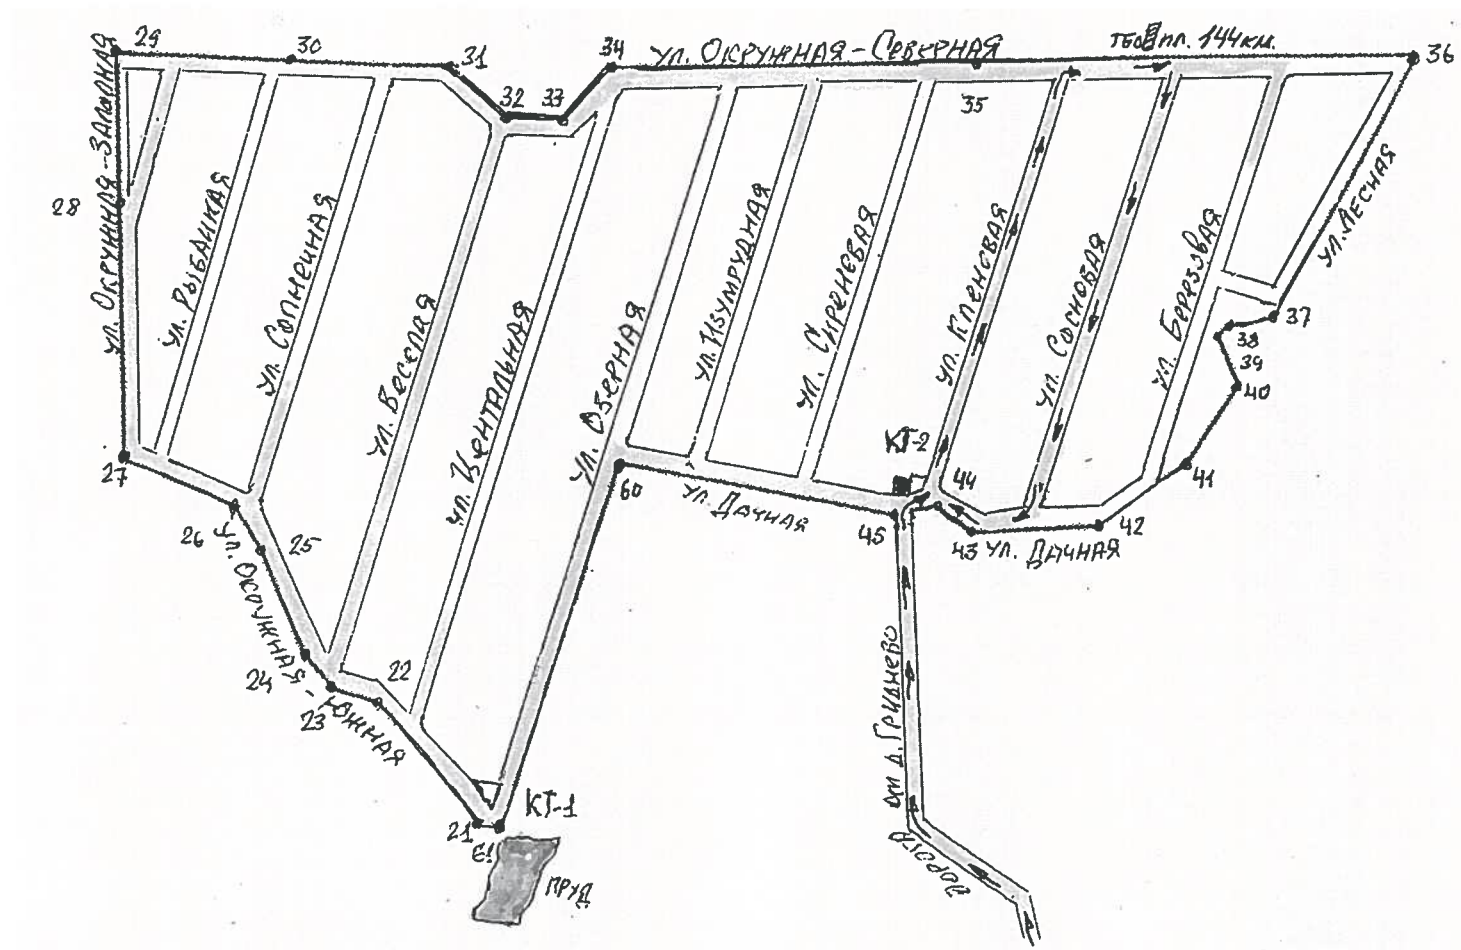 29
30
31
34
ул. Окружная-Северная
ТБО пл. 144км.
36
32
33
35
28
ул. Окружная-Западная
ул. Рыбацкая
ул. Солнечная
ул. Веселая
ул. Центральная
ул. Озерная
ул. Изумрудная
ул. Сиреневая
ул. Кленовая
ул. Сосновая
ул. Березовая
ул. Лесная
37
38
39
40
КТ-2
41
27
60
ул. Дачная
44
45
43
ул. Дачная
42
26
25
ул. Окружная-Южная
24
23
22
от д. Гриднево
дорога
21
61
КТ-1
пруд